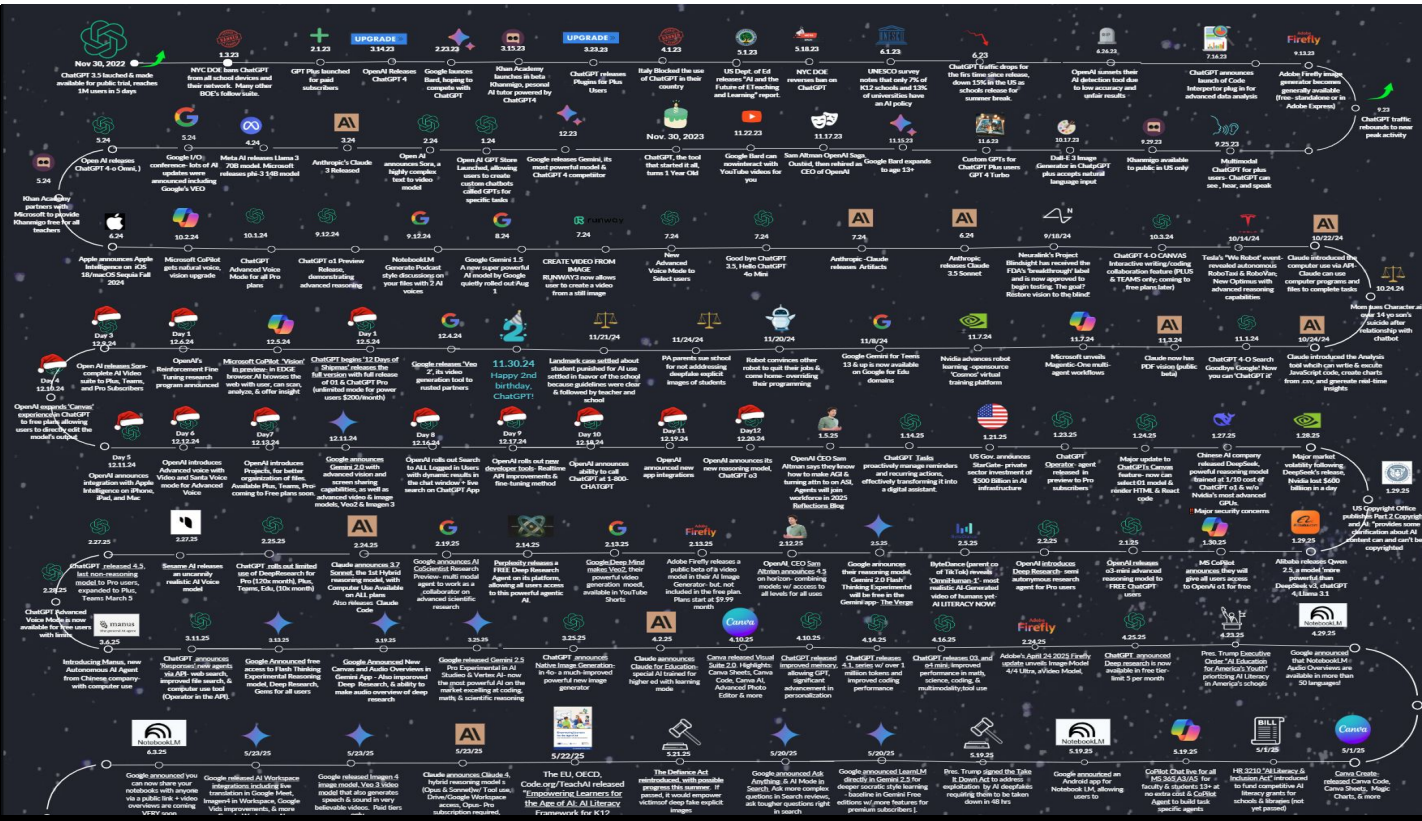 Nov 30, 2022
ChatGPT 3.5 lauched & made
available for public trial, reaches
1M users in 5 days
1.3.23
NYC DOE bans ChatGPT
from all school devices and
their network. Many other
BOE's follow suite.
2.1.23
GPT Plus launched
for paid
subscribers
UPGRADE
3.14.23
OpenAI Releases
ChatGPT 4
2.23.23
Google launces
Bard, hoping to
compete with
ChatGPT
3.15.23
Khan Academy
launches in beta
Khanmigo, pesonal
AI tutor powered by
ChatGPT4
UPGRADE
3.23.23
ChatGPT releases
Plugins for Plus
Users
4.1.23
Italy Blocked the use
of ChatGPT in their
country
5.1.23
US Dept. of Ed
releases "AI and the
Future of ETeaching
and Learning" report.
5.18.23
NYC DOE
reverses ban on
ChatGPT
6.1.23
UNESCO survey
notes that only 7% of
K12 schools and 13%
of universities have
an AI policy
6.23
ChatGPT traffic drops for
the first time since release,
down 15% in the US as
schools release for
summer break.
6.26.23
OpenAI sunsets their
AI detection tool due
to low accuracy and
unfair results
7.16.23
ChatGPT announces
launch of Code
Interpertor plug in for
advanced data analysis
Adobe
Firefly
9.13.23
Adobe Firefly image
generator becomes
generally available
(free- standalone or in
Adobe Express)
9.23
ChatGPT traffic
rebounds to near
peak activity
9.25.23
Multimodal
ChatGPT for plus
users- ChatGPT can
see , hear, and speak
9.29.23
Khanmigo available
to public in US only
10.17.23
Dall-E 3 Image
Generator in ChatpGPT
plus accepts natural
language input
11.6.23
Custom GPTs for
ChatGPT Plus users
GPT 4 Turbo
11.15.23
Google Bard expands
to age 13+
11.17.23
Sam Altman OpenAI Saga
Ousted, then rehired as
CEO of OpenAI
11.22.23
Google Bard can
nowinteract with
YouTube videos for
you
Nov. 30, 2023
ChatGPT, the tool
that started it all,
turns 1 Year Old
12.23
Google releases Gemini, its
most powerful model &
ChatGPT 4 competitor
1.24
Open AI GPT Store
Launched, allowing
users to create
custom chatbots
called GPTs for
specific tasks
2.24
Open AI
announces Sora, a
highly complex
text to video
model
3.24
Anthropic's Claude
3 Released
4.24
Meta AI releases Llama 3
70B model. Microsoft
releases phi-3 14B model
5.24
Google I/O
conference- lots of AI
updates were
announced including
Google's VEO
5.24
Open AI releases
ChatGPT 4-o Omni, )
5.24
Khan Academy
partners with
Microsoft to provide
Khanmigo free for all
teachers
6.24
Apple announces Apple
Intelligence on iOS
18/macOS Sequia Fall
2024
10.2.24
Microsoft CoPilot
gets natural voice,
vision upgrade
10.1.24
ChatGPT
Advanced Voice
Mode for all Pro
plans
9.12.24
ChatGPT o1 Preview
Release,
demonstrating
advanced reasoning
9.12.24
NotebookLM
Generate Podcast
style discussions on
your files with 2 AI
voices
8.24
Google Gemini 1.5
A new super powerful
AI model by Google
quietly rolled out Aug
1
runway
7.24
CREATE VIDEO FROM
IMAGE
RUNWAY3 now allows
user to create a video
from a still image
7.24
New
Advanced
Voice Mode to
Select users
7.24
Good bye ChatGPT
3.5, Hello ChatGPT
4o Mini
7.24
Anthropic -Claude
releases Artifacts
6.24
Anthropic
releases Claude
3.5 Sonnet
N
9/18/24
Nueralink's Project
Blindsight has received the
FDA's 'breakthrough' label
and is now approved to
begin testing. The goal?
Restore vision to the blind!
10.3.24
ChatGPT 4-O CANVAS
Interactive writing/coding
collaboration feature (PLUS
& TEAMS only; coming to
free plans later)
10/14/24
Tesla's "We Robot' event-
revealed autonomous
RoboTaxi & RoboVan;
New Optimus with
advanced reasoning
capabilities
10/22/24
Claude introduced the
computer use via API-
Claude can use
computer programs and
files to complete tasks
10.24.24
Mom sues Character.ai
over 14 yo son's
suicide after
relationship with
chatbot
10/24/24
Claude introduced the Analysis
tool which can wrtie & excute
JavaScript code, create charts
from .csv, and gnereate real-time
insights
11.1.24
ChatGPT 4-O Search
Goodbye Google! Now
you can 'ChatGPT it'
11.3.24
Claude now has
PDF vision (public
beta)
11.7.24
Microsoft unveils
Magentic-One multi-
agent workflows
11.7.24
Nvidia advances robot
learning -opensource
'Cosmos' virtual
training platform
11/8/24
Google Gemini for Teens
13 & up now available
on Google for Edu
domains
11/20/24
Robot convinces other
robot to quit their jobs &
come home- overriding
their programming
11/24/24
PA parents sue school
for not addressing
deepfake explicit
images of students
11/21/24
Landmark case settled about
student punished for AI use
settled in faavor of the school
because guidelines were clear
& followed by teacher and
school
2
11.30.24
Happy 2nd
birthday,
ChatGPT!
12.4.24
Google releases 'Veo
2', its video
generation tool to
rusted partners
Day 1
12.5.24
ChatGPT begins '12 Days of
Shipmas' releases the
full version with full release
of 01 & ChatGPT Pro
(unlimited mode for power
users $200/month)
12.5.24
Microsoft CoPilot 'Vision'
in preview- in EDGE
browser AI browses the
web with user, can scan,
analyze, & offer insight
Day 1
12.6.24
OpenAI's
Reinforcement Fine
Tuning research
program announced
Day 3
12.9.24
Open AI releases Sora-
complete AI Video
suite to Plus, Teams,
and Pro Subscribers
Day 4
12.10.24
OpenAI expands 'Canvas'
experience in ChatGPT
to free plans, allowing
users to directly edit the
model's output
Day 5
12.11.24
OpenAI announces
integration with Apple
Intelligence on iPhone,
iPad, and Mac
Day 6
12.12.24
OpenAI introduces
Advanced voice with
Video and Santa Voice
mode for Advanced
Voice
Day7
12.13.24
OpenAI introduces
Projects, for better
orginization of files.
Available Plus, Teams, Pro-
coming to Free plans soon.
12.11.24
Google announces
Gemini 2.0 with
advanced vision and
screen sharing
capabilities, as well as
advanced video & image
models, Veo2 & Imagen 3
Day 8
12.16.24
OpenAI rolls out Search
to ALL Logged in Users
with dynamic results in
the chat window + live
search on ChatGPT App
Day 9
12.17.24
OpenAI rolls out new
developer tools- Realtime
API improvements &
fine-tuning method
Day 10
12.18.24
OpenAI announces
ability to call
ChatGPT at 1-800-
CHATGPT
Day11
12.19.24
OpenAI
announced new
app integrations
Day12
12.20.24
OpenAI announces its
new reasoning model,
ChatGPT o3
1.5.25
OpenAI CEO Sam
Altman says they know
how to make AGI &
turning attn to on ASI,
Agents will join
workforce in 2025
Reflections Blog
1.14.25
ChatGPT Tasks
proactively manage reminders
and recurring actions,
effectively transforming it into
a digital assistant.
1.21.25
US Gov. announces
StarGate- private
sector investment of
$500 Billion in AI
infrastructure
1.23.25
ChatGPT
Operator- agent
released in
preview to Pro
subscribers
1.24.25
Major update to
ChatGPTs Canvas
feature- now can
select 01 model &
renifer HTML & React
code
1.27.25
Chinese AI company
released DeepSeek,
powerful reasoning model
trained at 1/10 cost of
ChatGPT o1 & w/o
Nvidia's most advanced
GPUs.
**Major security concerns
1.28.25
Major market
volatility following
DeepSeek's release,
Nvidia lost $600
billion in a day
1.29.25
US Copyright Office
publishes Part 2 Copyright
and AI "provides some
clarification about AI
content can and can't be
copyrighted
Alibaba
1.29.25
Alibaba releaes Qwen
2.5, a model 'more
powerful than
DeepSeek v3, chatGPT
4, Llama 3.1
1.30.25
MS CoPilot
announces they will
give all users access
to OpenAI o1 for free
2.1.25
OpenAI releases
o3-mini advanced
reasoning model to
FREE ChatGPT
users
2.2.25
OpenAI introduces
Deep Research- semi
autonomous research
agent for Pro users
2.5.25
ByteDance (parent co
of TikTok) reveals
'OmniHuman-1'- most
realistic AI-Generated
video of humans yet-
AI LITERACY NOW!
2.5.25
Google announces
their reasoning model,
Gemini 2.0 Flash'
Thinking Experimental
will be free in the
Gemini app- The Verge
2.12.25
OpenAI, CEO Sam
Altman announces 4.5
on horizon- combining
models w/ access to
all levels for all uses
Adobe
Firefly
2.13.25
Adobe Firefly releases a
public beta of a video
model in their AI Image
Generator- but, not
included in the free plan.
Plans start at $9.99
month
2.13.25
Google Deep Mind
makes Veo2, their
powerful video
generation model,
available in YouTube
Shorts
2.14.25
Perplexity releases a
FREE Deep Research
Agent on its platform,
allowing all users access
to this powerful agentic
AI.
2.19.25
Google announces AI
CoScientist Research
Preview- multi modal
agent to work as a
collaborator on
advanced scientific
research
2.24.25
Claude announces 3.7
Sonnet, the 1st Hybrid
reasoning model, with
Compute Use Available
on ALL plans
Also releases Claude
Code
2.25.25
ChatGPT rolls out limited
use of DeepResearch for
Pro (120x month), Plus,
Teams, Edu, (10x month)
2.27.25
Sesame AI releases
an uncannily
realistic AI Voice
Model
2.27.25
ChatGPT released 4.5,
last non-reasoning
model to Pro users,
expanded to Plus,
Teams March 5
2.28.25
ChatGPT Advanced
Voice Mode is now
available for free users
with limits
manus
3.6.25
Introducing Manus, new
Autonomous AI Agent
from Chinese company-
with computer use
3.11.25
ChatGPT announces
'Responses', new agents
via API- web search,
improved file search, &
computer use tool
(Operator in the API).
3.13.25
Google Announced free
access to Flash Thinking
Experimental Reasoning
model, Deep Research,
Gems for all users
3.19.25
Google Announced New
Canvas and Audio Overviews in
Gemini App - Also improved
Deep Research, & ability to
make audio overview of deep
research
3.25.25
Google released Gemini 2.5
Pro Experimental in AI
Studio & Vertex AI- now
the most powerful AI on the
market excelling at coding,
math, & scientific reasoning
3.25.25
ChatGPT announces
Native Image Generation-
in 4o- a much-improved
powerful new image
generator
4.2.25
Claude announces
Claude for Education-
special AI trained for
higher ed with learning
mode
Canva
4.10.25
Canva released Visual
Suite 2.0 Highlights:
Canva Sheets, Canva
Code, Canva AI,
Advanced Photo
Editor & more
4.10.25
ChatGPT released
improved memory,
allowing GPT,
significant
advancement in
personalization
4.14.25
ChatGPT releases
4.1. series w/ over 1
million tokens and
improved coding
performance
4.16.25
ChatGPT releases O3, and
o4 mini; improved
performance in math,
science, coding, &
multimodality;tool use
Adobe
Firefly
2.24.25
Adobe's April 24 2025 Firefly
update unveils: Image Model
4/4 Ultra, aVideo Model,
4.25.25
ChatGPT announced
Deep research is now
available in free tier-
limit 5 per month
4.23.25
Pres. Trump Executive
Order "AI Education
for America's Youth"
priortizing AI Literacy
in America's schools
NotebookLM
4.29.25
Google announced
that NotebookLM -
Audio Overviews are
available in more than
50 languages!
Canva
5/1/25
Canva Create-
released Canva Code,
Canva Sheets, Magic
Charts, & more
BILL
5/1/25
HR 3210 "AI Literacy &
Inclusion Act" introduced
to fund competitive AI
literacy grants for
schools & libraries (not
yet passed)
5.19.25
CoPilot Chat live for all
MS 365 A3/A5 for
faculty & students 13+ at
no extra cost & CoPilot
Agent to build task
specific agents
NotebookLM
5.19.25
Google announced an
Android app for
Notebook LM,
allowing users to
5.19.25
Pres. Trump signed the Take
It Down Act to address
exploitation by AI deepfakes
requiring them to be taken
down in 48 hrs
5/20/25
Google announced LearnLM
directly in Gemini 2.5 for
deeper socratic style learning
- baseline in Gemini Free
editions w/ more features for
premium subscribers |.
5/20/25
Google announced Ask
Anything, & AI Mode in
Search. Ask more complex
quetions in Search reviews,
ask tougher questions right
in search
5.21.25
The Defiance Act
reintroduced, with possible
progress this summer. If
passed, it would empower
victimsof deep fake explicit
images
5/22/25
The EU, OECD,
Code.org/TeachAI released
"Empowering Learners for
the Age of AI: AI Literacy
Framework for K12
5/23/25
Claude announces Claude 4,
hybrid reasoning model s
(Opus & Sonnet)w/ Tool use,
Drive/Google Workspace
access, Opus- Pro
subscription required,
5/23/25
Google released Imagen 4
image model, Veo 3 video
model that also generates
speech & sound in very
believable videos. Paid tiers
5/23/25
Google released AI Workspace
integrations including live
translation in Google Meet,
Imagen4 in Workspace, Google
Vids improvements, & more
NotebookLM
6.3.25
Google announced you
can now share your
notebooks with anyone
via a public link + video
overviews are coming
VERY soon